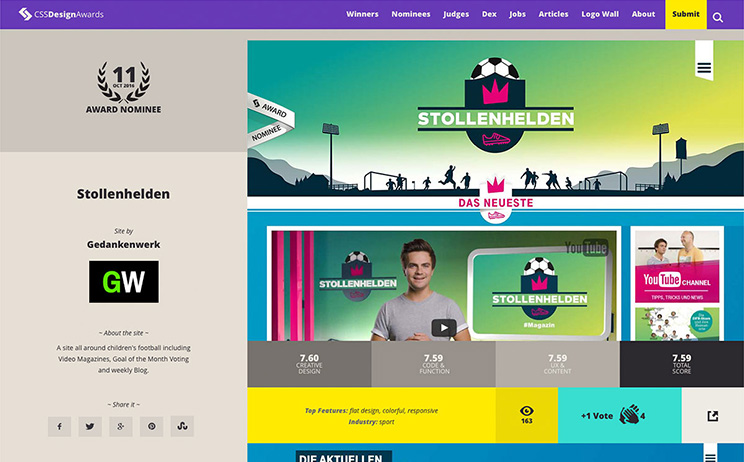 CSSDesignAwards
Winners Nominees Judges Dex Jobs Articles Logo Wall About Submit
11
OCT 2016
AWARD NOMINEE
Stollenhelden
Site by
Gedankenwerk
GW
~ About the site ~
A site all around children's football including
Video Magazines, Goal of the Month Voting
and weekly Blog.
~ Share it ~
AWARD
NOMINEE
STOLLENHELDEN
DAS NEUESTE
STOLLENHELDEN
YouTube
STOLLENHELDEN
#Magazin
YouTube CHANNEL
TIPPS, TRICKS UND NEWS
7.60
CREATIVE
DESIGN
7.59
CODE &
FUNCTION
7.59
UX &
CONTENT
7.59
TOTAL
SCORE
Top Features: flat design, colorful, responsive
Industry: sport
163
+1 Vote 4
DIE AKTUELLEN